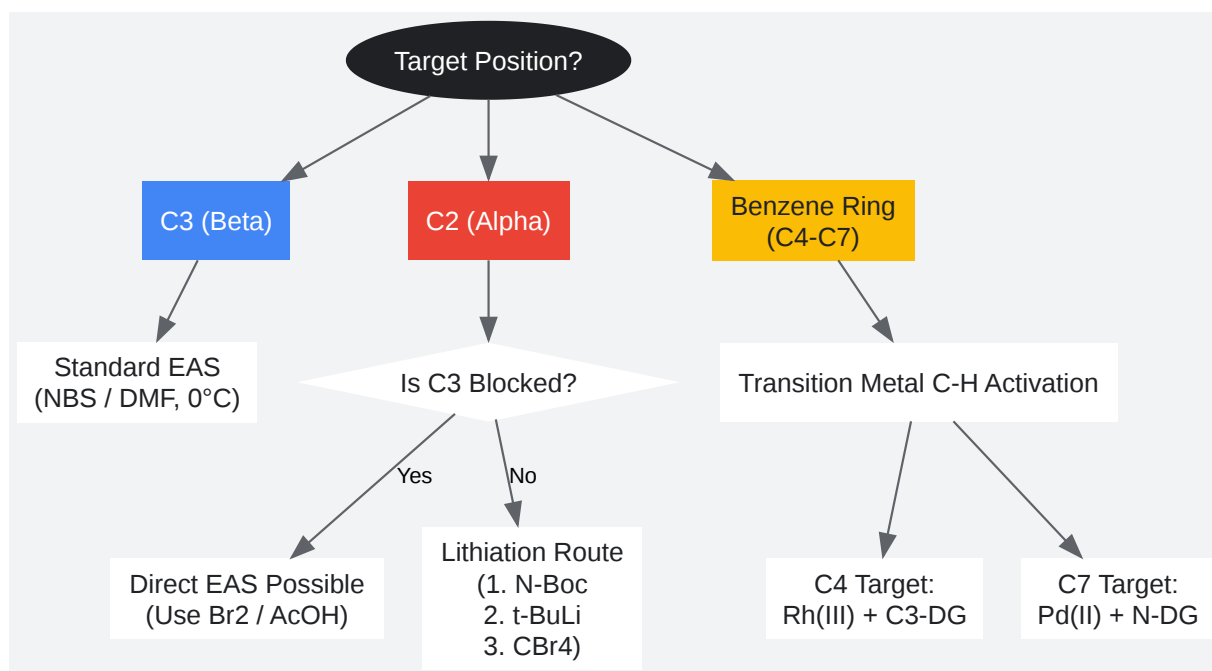 Target Position?
C3 (Beta)
C2 (Alpha)
Benzene Ring
(C4-C7)
Standard EAS
(NBS / DMF, 0°C)
Is C3 Blocked?
Transition Metal C-H Activation
Yes
No
Direct EAS Possible
(Use Br2 / AcOH)
Lithiation Route
(1. N-Boc
2. t-BuLi
3. CBr4)
C4 Target:
Rh(III) + C3-DG
C7 Target:
Pd(II) + N-DG